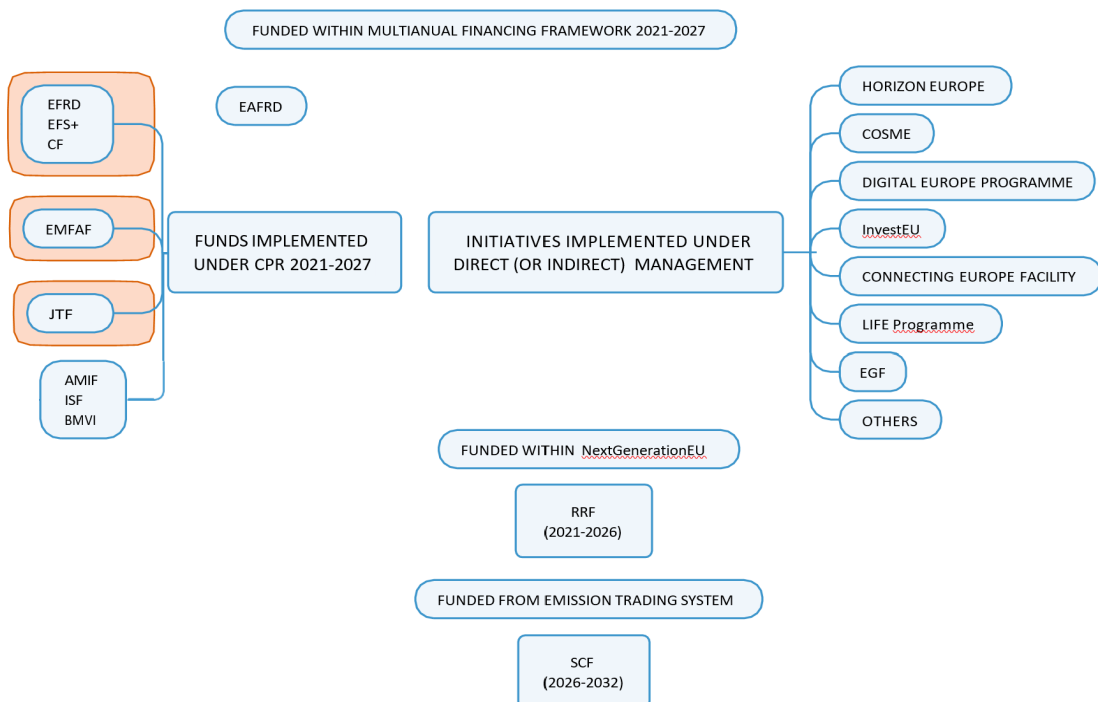 FUNDED WITHIN MULTIANUAL FINANCING FRAMEWORK 2021-2027
EFRD
EFS+
CF
EAFRD
EMFAF
JTF
AMIF
ISF
BMVI
FUNDS IMPLEMENTED
UNDER CPR 2021-2027
INITIATIVES IMPLEMENTED UNDER
DIRECT (OR INDIRECT) MANAGEMENT
HORIZON EUROPE
COSME
DIGITAL EUROPE PROGRAMME
InvestEU
CONNECTING EUROPE FACILITY
LIFE Programme
EGF
OTHERS
FUNDED WITHIN NextGenerationEU
RRF
(2021-2026)
FUNDED FROM EMISSION TRADING SYSTEM
SCF
(2026-2032)